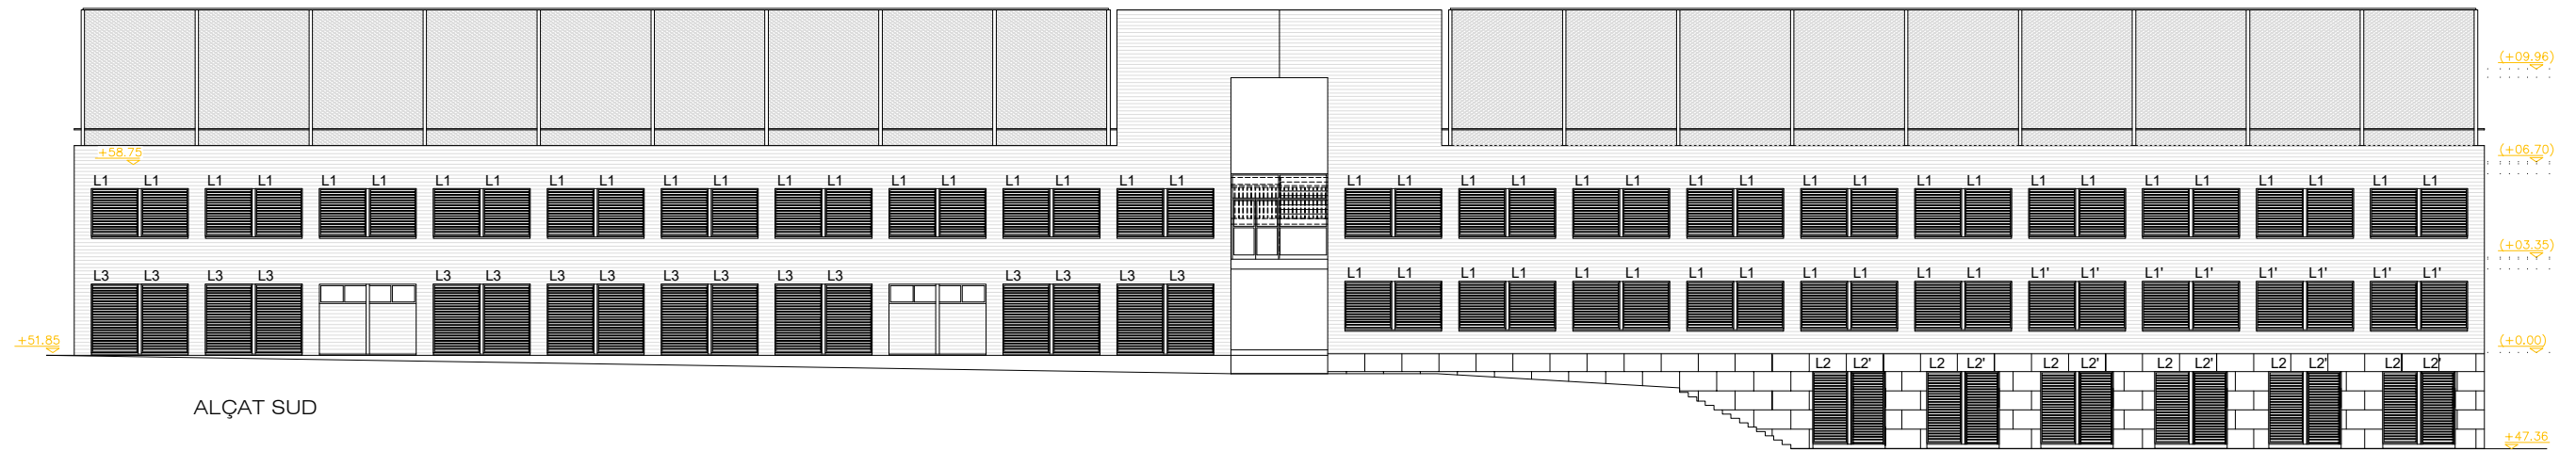 (+09.96)
+58.75
(+06.70)
L1 L1 L1 L1 L1 L1 L1 L1 L1 L1 L1 L1 L1 L1 L1 L1 L1 L1 L1 L1 L1 L1 L1 L1 L1 L1 L1 L1 L1 L1 L1 L1 L1 L1 L1 L1 L1 L1 L1 L1
(+03.35)
L3 L3 L3 L3 L3 L3 L3 L3 L3 L3 L3 L3 L3 L3 L3 L3 L1 L1 L1 L1 L1 L1 L1 L1 L1 L1 L1 L1 L1' L1' L1' L1' L1' L1' L1' L1'
+51.85
(+0.00)
L2 L2' L2 L2' L2 L2' L2 L2' L2 L2' L2 L2'
ALÇAT SUD
+47.36